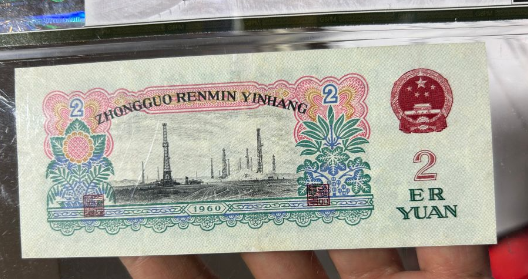 2
ZHONGGUO RENMIN YINHANG
2
1960
2
ER
YUAN